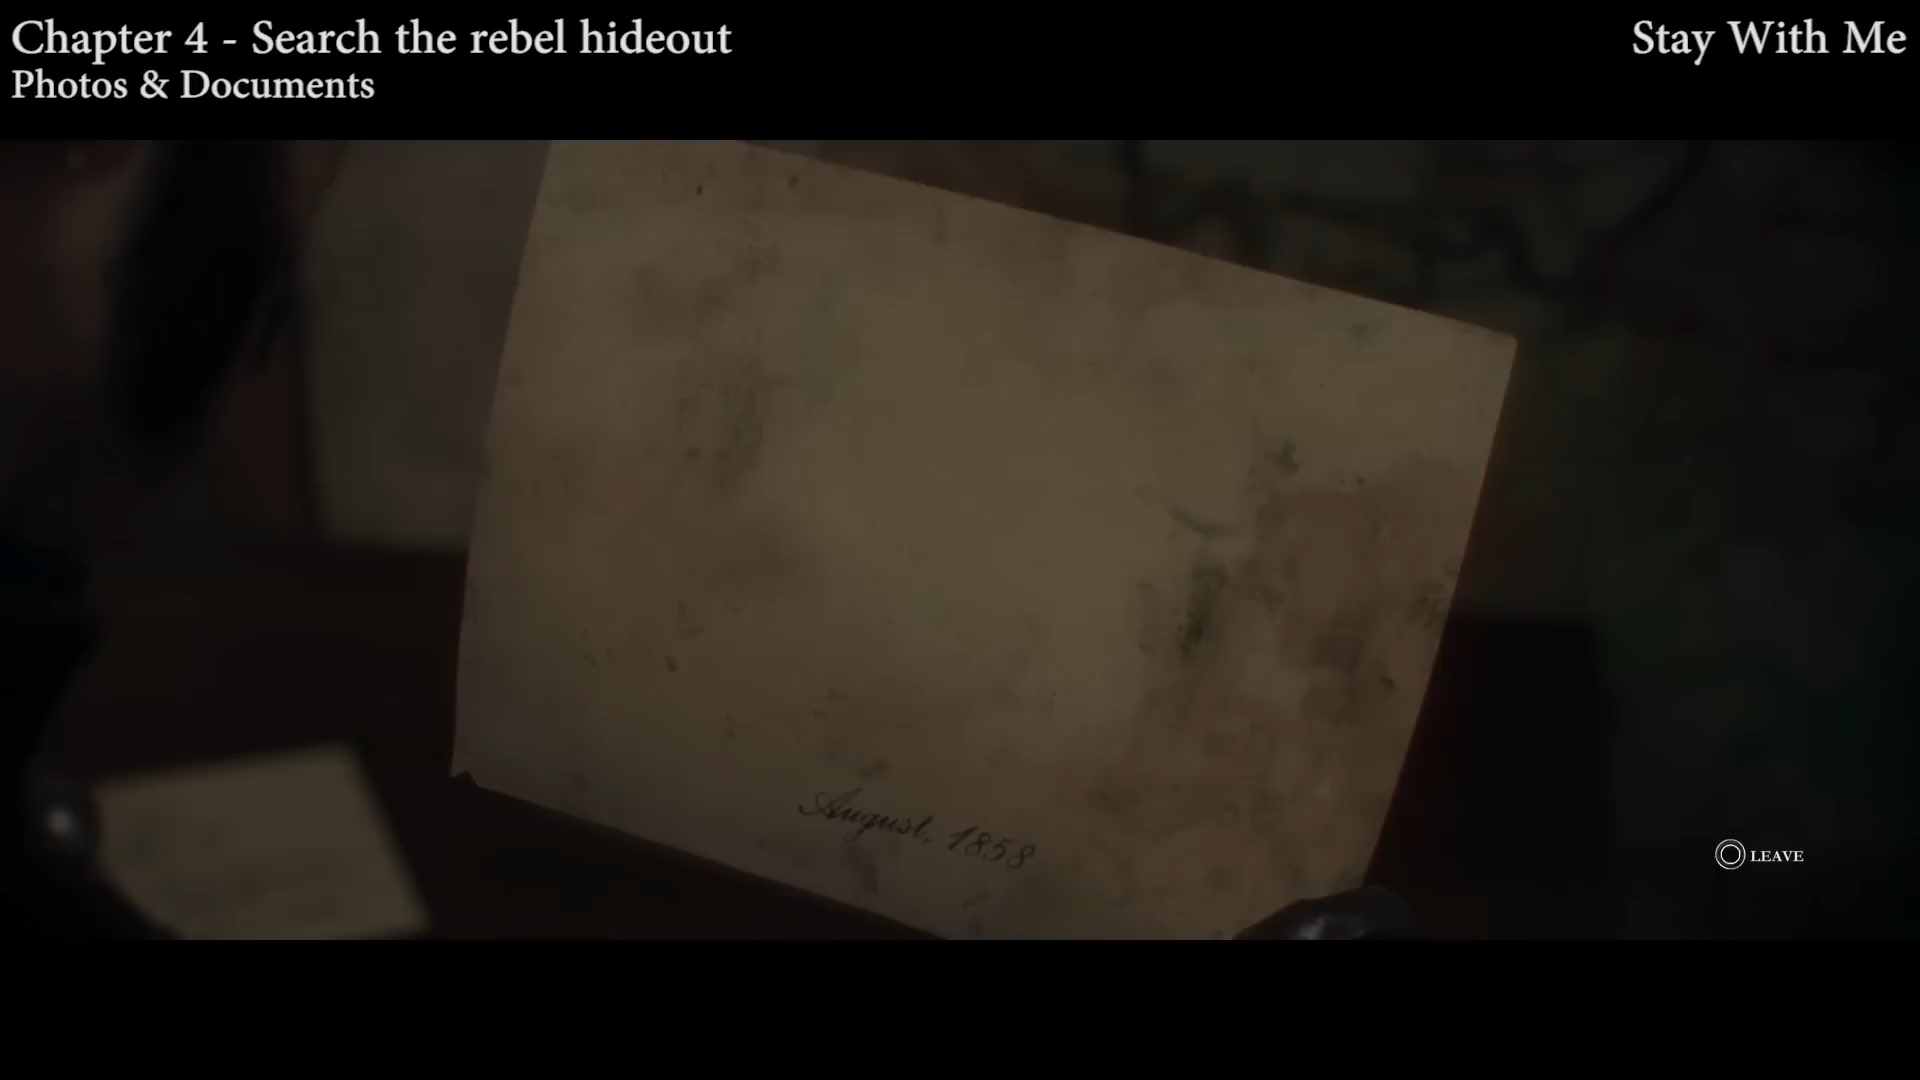 Chapter 4 - Search the rebel hideout
Stay With Me
Photos & Documents
August, 1858
LEAVE